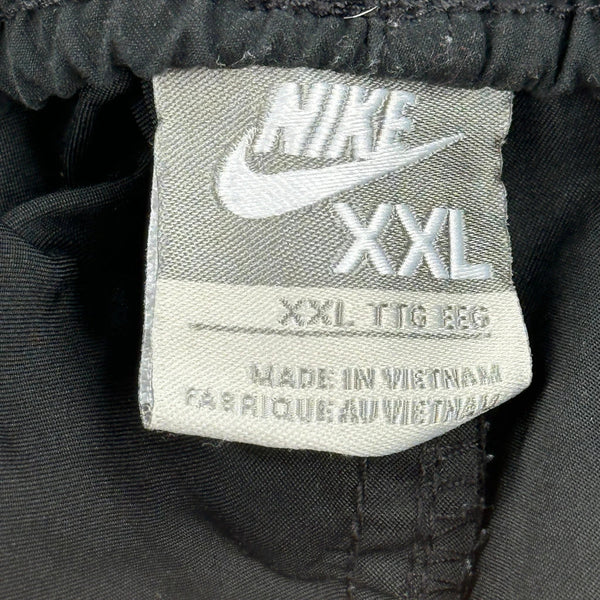 NIKE
XXL
XXL TTG EEG
MADE IN VIETNAM
FABRIQUE AU VIETNAM